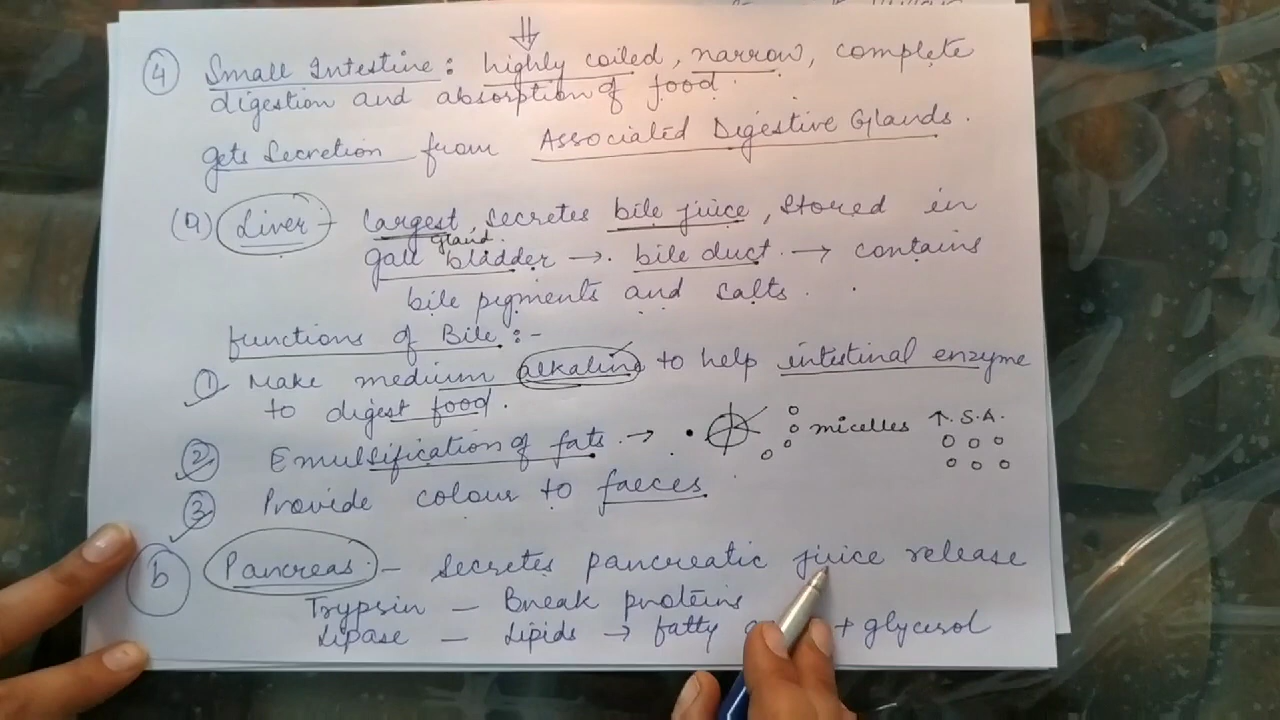 ④ Small Intestine: highly coiled, narrow, complete
digestion and absorption of food.
gets secretion from Associated Digestive Glands.
(a) Liver - largest gland, secretes bile juice, stored in
gall bladder → bile duct → contains
bile pigments and salts.
functions of Bile :-
① Make medium alkaline to help intestinal enzyme
to digest food.
② Emulsification of fats. → micelles ↑ S.A.
③ Provide colour to faeces.
b Pancreas - secretes pancreatic juice release
Trypsin — Break proteins
Lipase — Lipids → fatty + glycerol